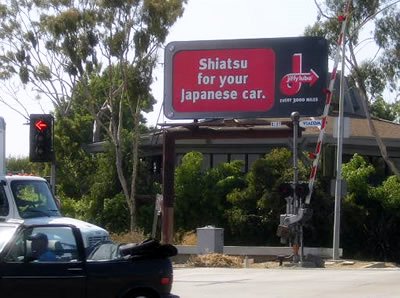 Shiatsu
for your
Japanese car.
jiffy lube
EVERY 3000 MILES